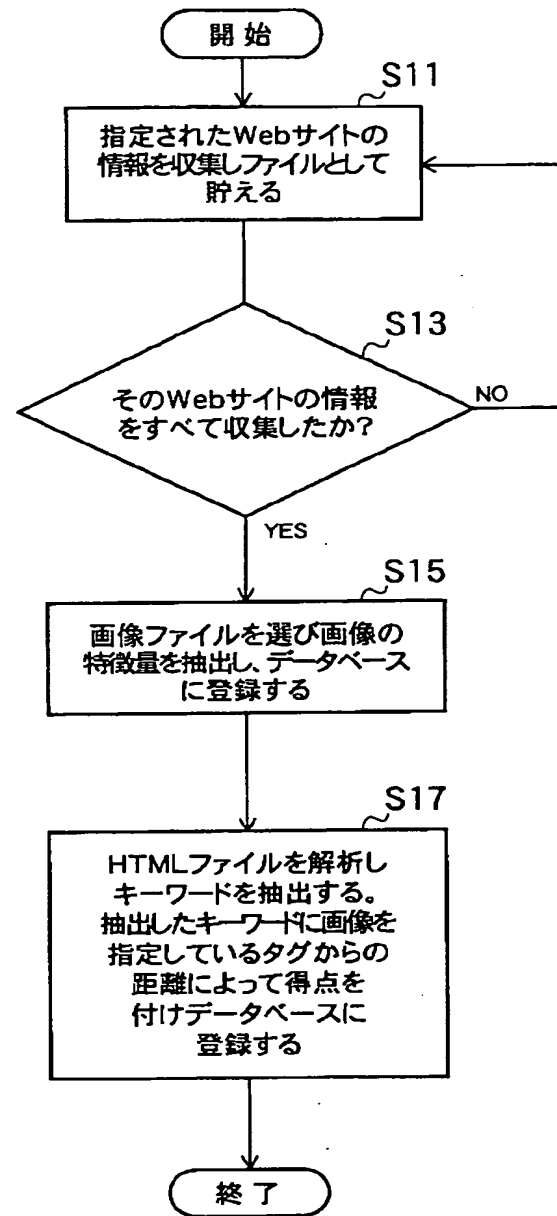 開始
S11
指定されたWebサイトの
情報を収集しファイルとして
貯える
S13
そのWebサイトの情報
をすべて収集したか?
NO
YES
S15
画像ファイルを選び画像の
特徴量を抽出し、データベース
に登録する
S17
HTMLファイルを解析し
キーワードを抽出する。
抽出したキーワードに画像を
指定しているタグからの
距離によって得点を
付けデータベースに
登録する
終了